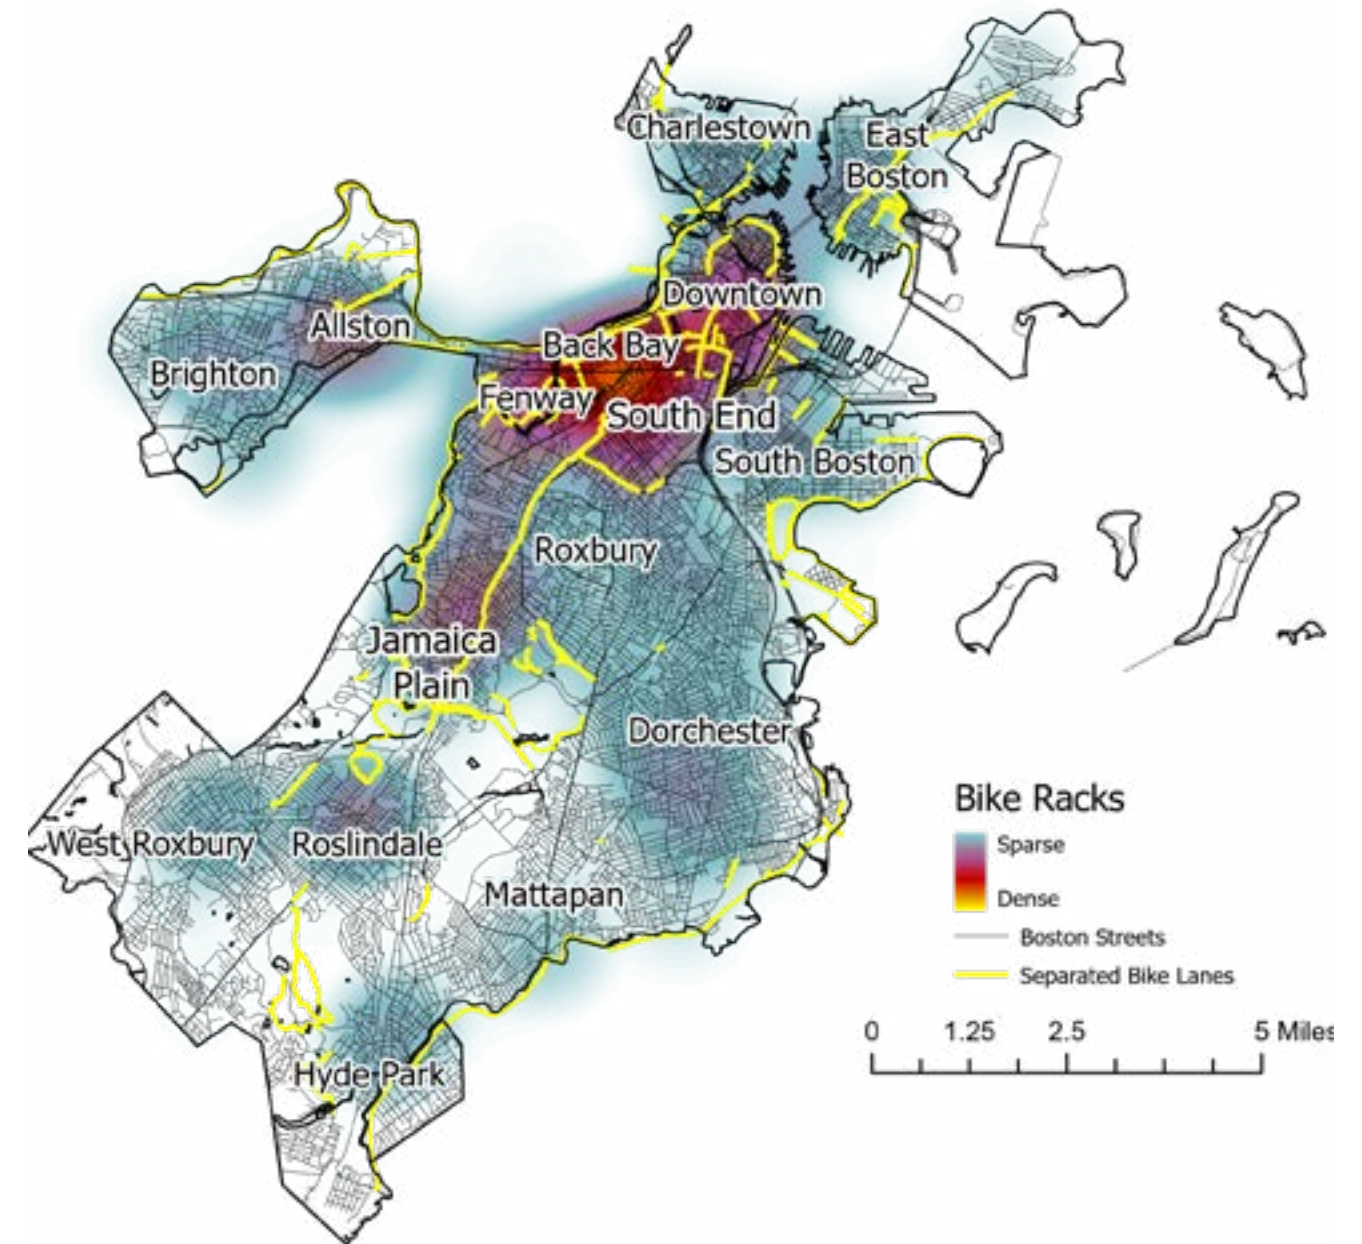 Charlestown
East
Boston
Downtown
Allston
Back Bay
Brighton
Fenway
South End
South Boston
Roxbury
Jamaica
Plain
Dorchester
West Roxbury
Roslindale
Mattapan
Hyde Park
Bike Racks
Sparse
Dense
Boston Streets
Separated Bike Lanes
0 1.25 2.5 5 Miles